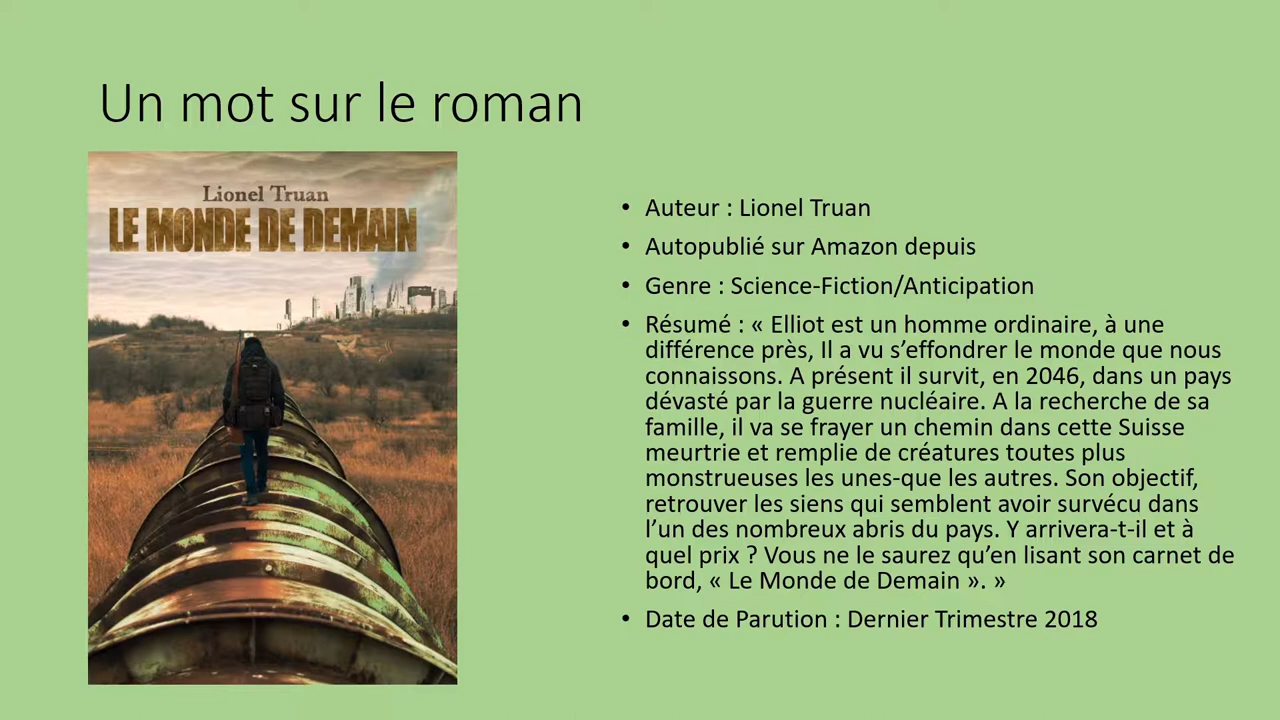 Un mot sur le roman
Lionel Truan
LE MONDE DE DEMAIN
• Auteur : Lionel Truan
• Autopublié sur Amazon depuis
• Genre : Science-Fiction/Anticipation
• Résumé : « Elliot est un homme ordinaire, à une
différence près, Il a vu s’effondrer le monde que nous
connaissons. A présent il survit, en 2046, dans un pays
dévasté par la guerre nucléaire. A la recherche de sa
famille, il va se frayer un chemin dans cette Suisse
meurtrie et remplie de créatures toutes plus
monstrueuses les unes-que les autres. Son objectif,
retrouver les siens qui semblent avoir survécu dans
l’un des nombreux abris du pays. Y arrivera-t-il et à
quel prix ? Vous ne le saurez qu’en lisant son carnet de
bord, « Le Monde de Demain ». »
• Date de Parution : Dernier Trimestre 2018